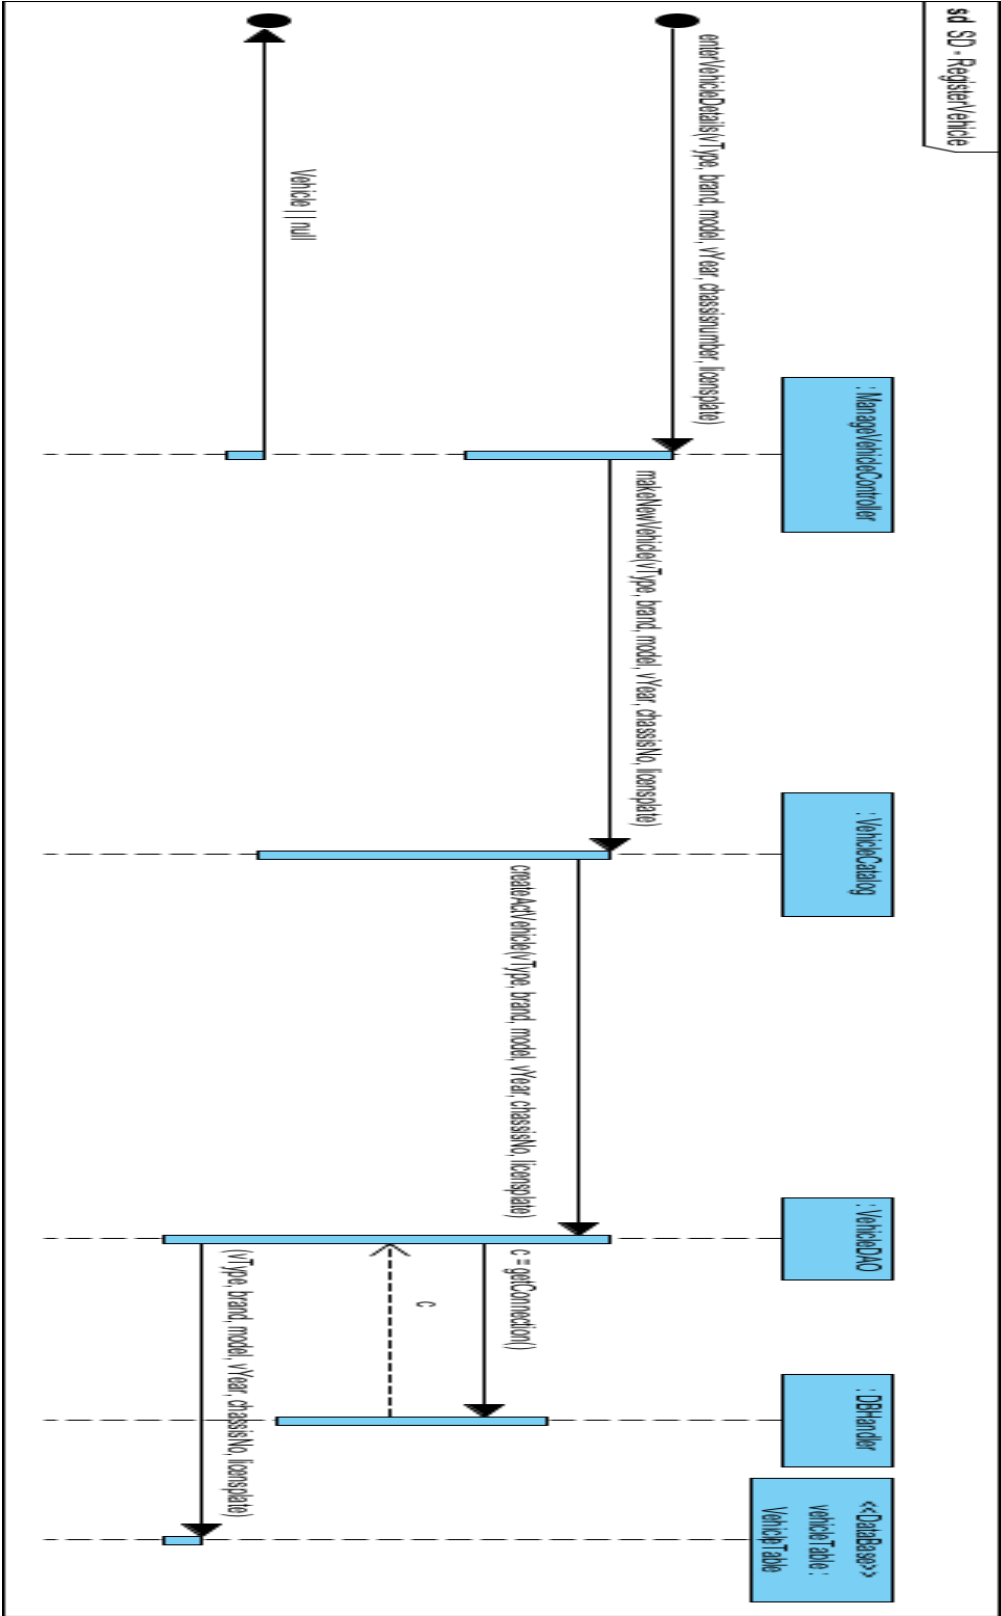 sd SD - RegisterVehicle
: ManageVehicleController
: VehicleCatalog
: VehicleDAO
: DBHandler
<<DataBase>>
vehicleTable :
VehicleTable
enterVehicleDetails(vType, brand, model, vYear, chassisnumber, licensplate)
makeNewVehicle(vType, brand, model, vYear, chassisNo, licensplate)
createActVehicle(vType, brand, model, vYear, chassisNo, licensplate)
c = getConnection()
c
Vehicle || null
(vType, brand, model, vYear, chassisNo, licensplate)